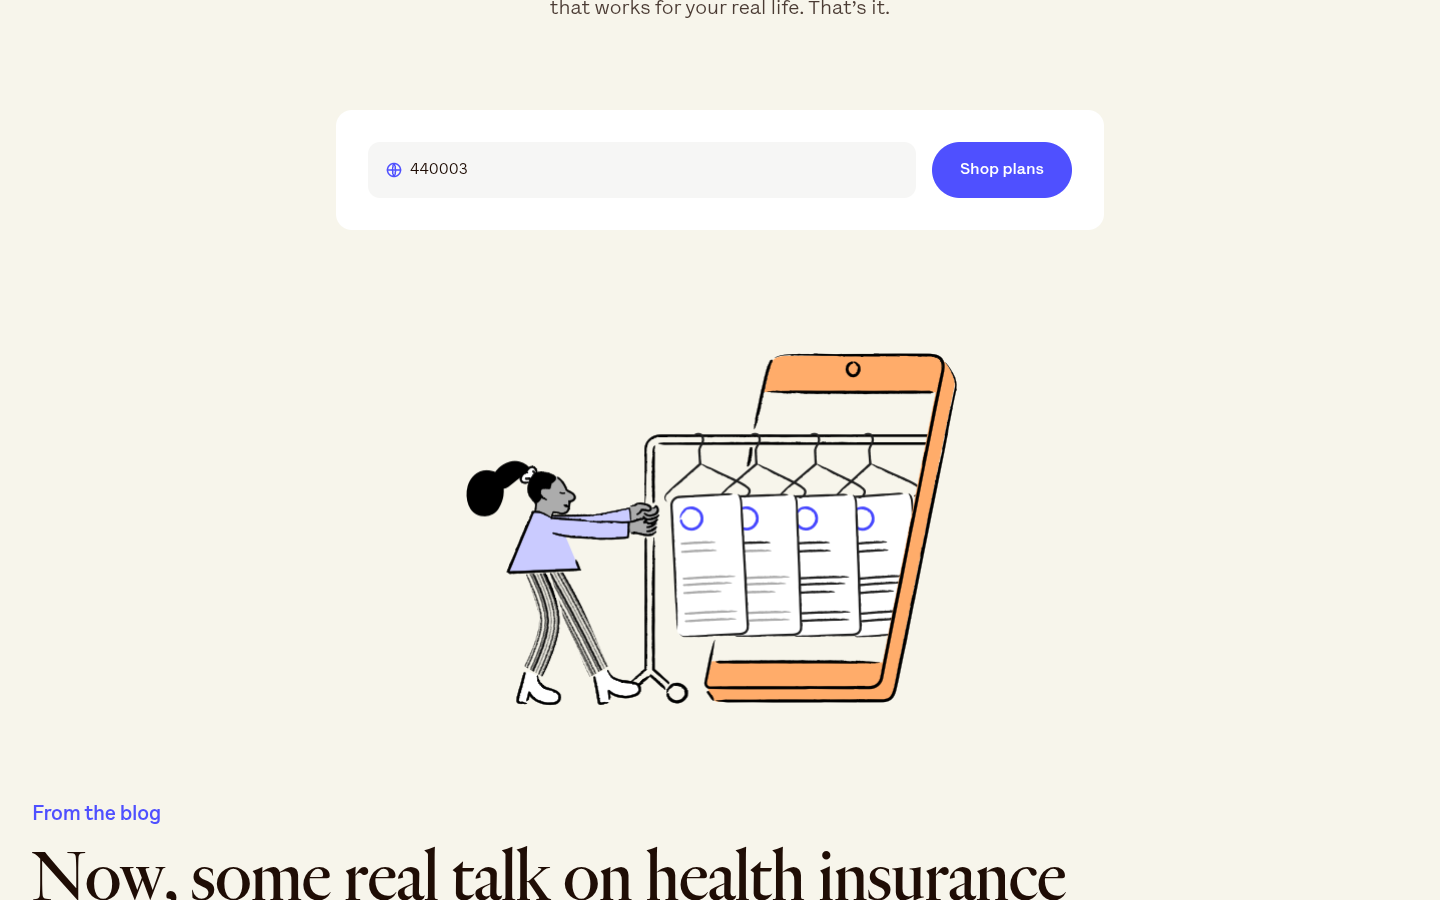 that works for your real life. That’s it.
440003
Shop plans
From the blog
Now, some real talk on health insurance